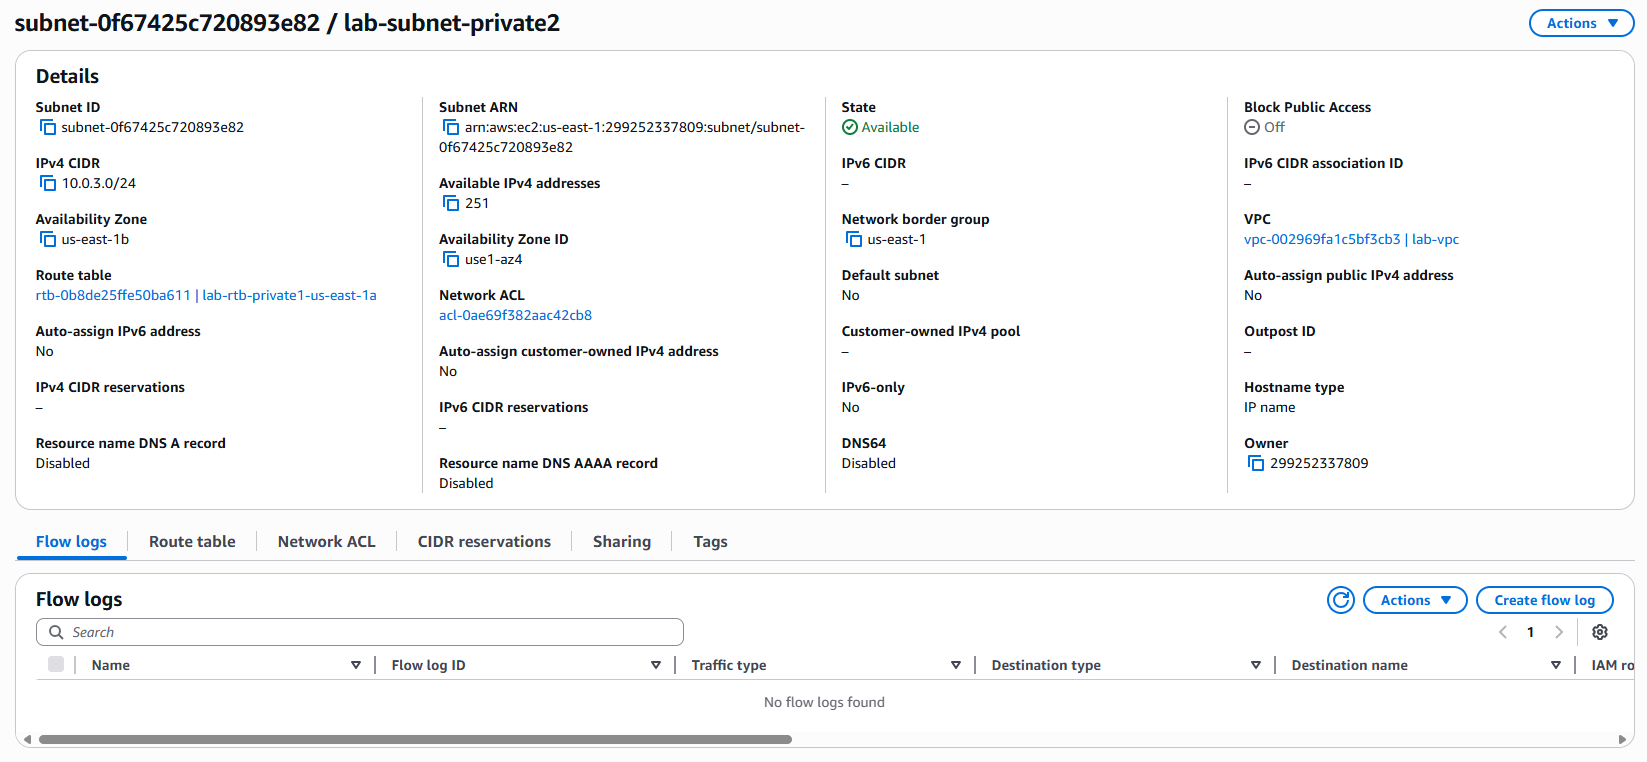 subnet-0f67425c720893e82 / lab-subnet-private2
Actions
Details
Subnet ID
subnet-0f67425c720893e82
IPv4 CIDR
10.0.3.0/24
Availability Zone
us-east-1b
Route table
rtb-0b8de25ffe50ba611 | lab-rtb-private1-us-east-1a
Auto-assign IPv6 address
No
IPv4 CIDR reservations
–
Resource name DNS A record
Disabled
Subnet ARN
arn:aws:ec2:us-east-1:299252337809:subnet/subnet-
0f67425c720893e82
Available IPv4 addresses
251
Availability Zone ID
use1-az4
Network ACL
acl-0ae69f382aac42cb8
Auto-assign customer-owned IPv4 address
No
IPv6 CIDR reservations
–
Resource name DNS AAAA record
Disabled
State
Available
IPv6 CIDR
–
Network border group
us-east-1
Default subnet
No
Customer-owned IPv4 pool
–
IPv6-only
No
DNS64
Disabled
Block Public Access
Off
IPv6 CIDR association ID
–
VPC
vpc-002969fa1c5bf3cb3 | lab-vpc
Auto-assign public IPv4 address
No
Outpost ID
–
Hostname type
IP name
Owner
299252337809
Flow logs Route table Network ACL CIDR reservations Sharing Tags
Flow logs
Actions
Create flow log
Search
1
Name Flow log ID Traffic type Destination type Destination name IAM ro
No flow logs found